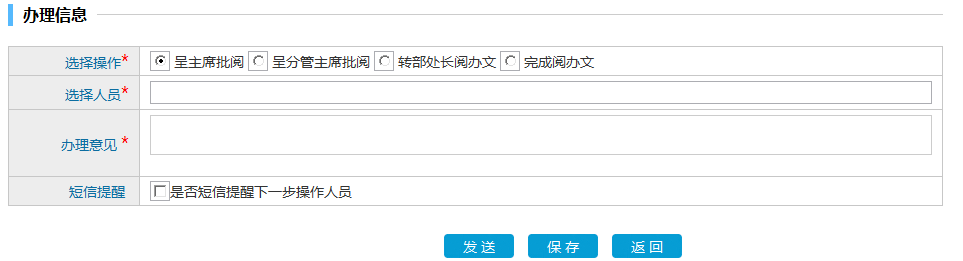 办理信息
选择操作* 呈主席批阅 呈分管主席批阅 转部处长阅办文 完成阅办文
选择人员*
办理意见 *
短信提醒 是否短信提醒下一步操作人员
发 送 保 存 返 回